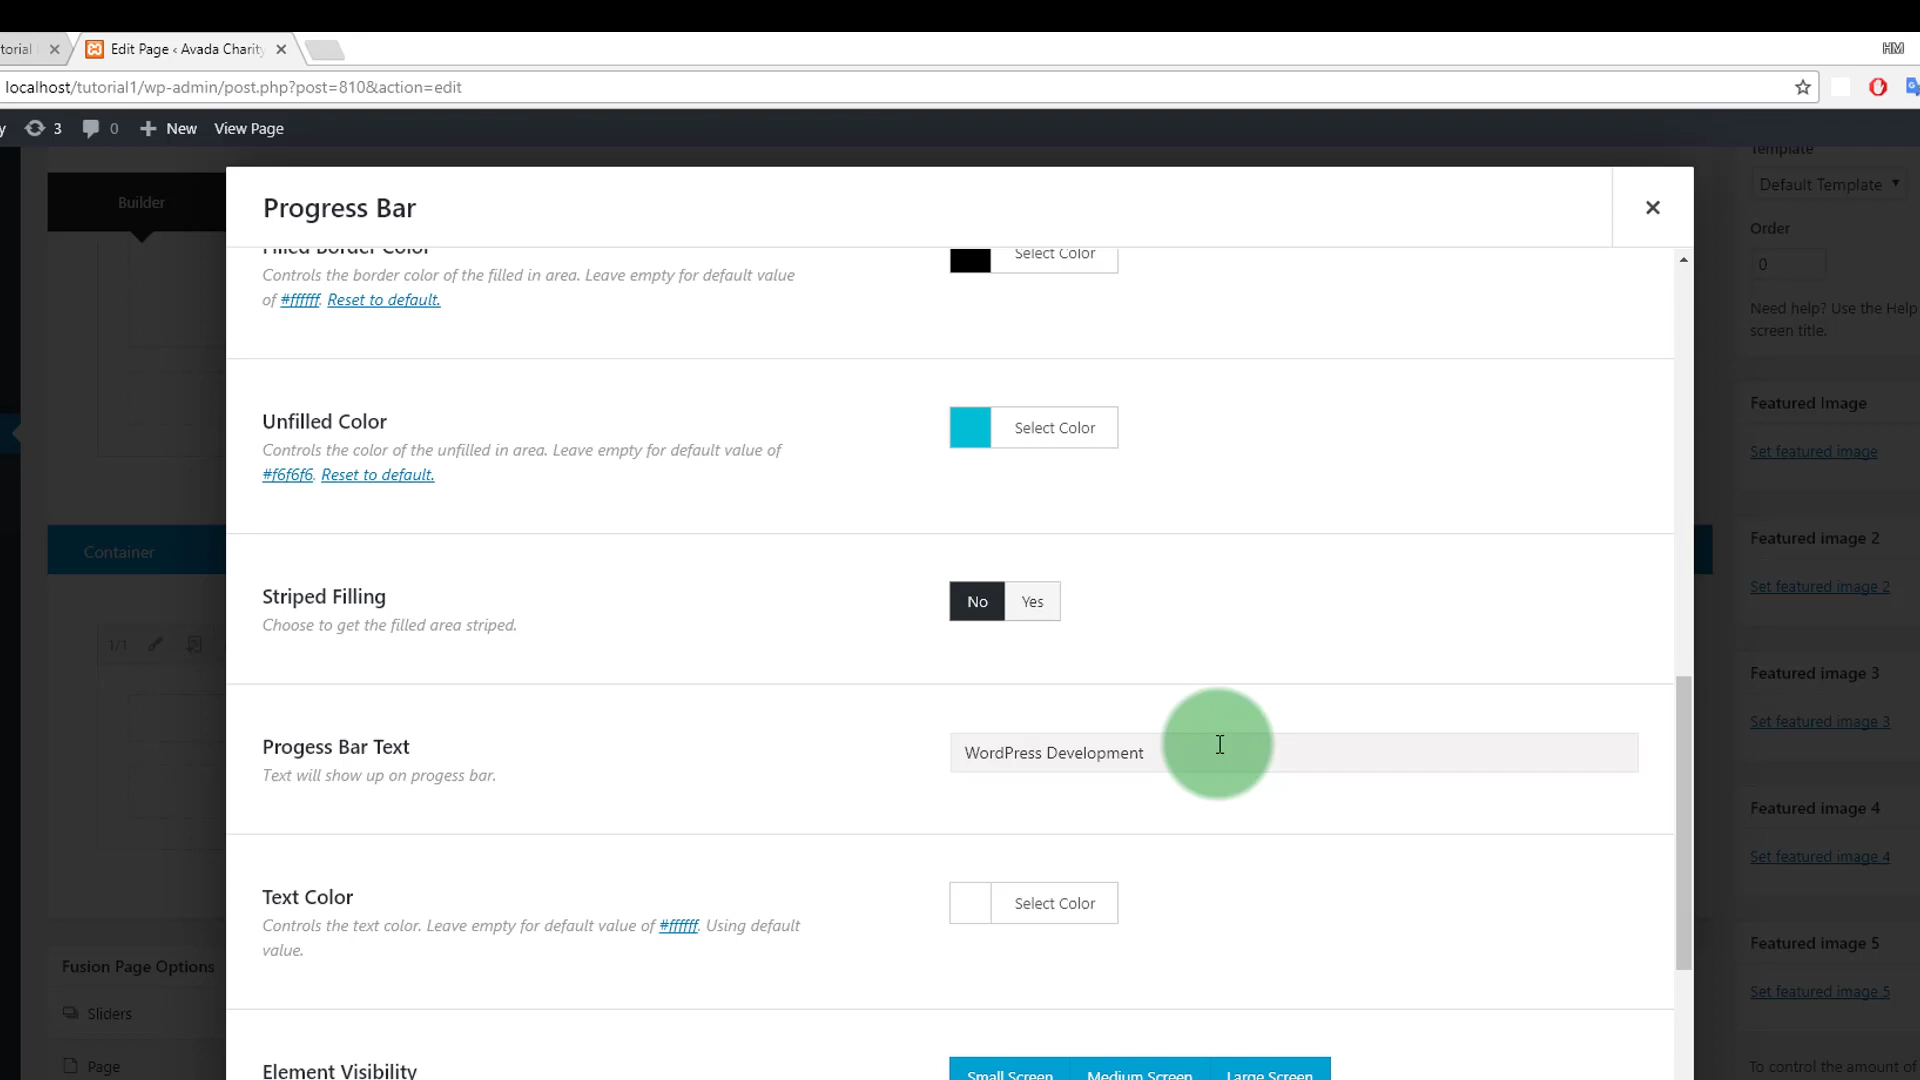 torial
Edit Page ‹ Avada Charity
HM
localhost/tutorial1/wp-admin/post.php?post=810&action=edit
y 3 0 New View Page
Template
Default Template
Builder
Progress Bar
Order
0
Need help? Use the Help
screen title.
Filled Border Color
Controls the border color of the filled in area. Leave empty for default value
of #ffffff. Reset to default.
Select Color
Unfilled Color
Controls the color of the unfilled in area. Leave empty for default value of
#f6f6f6. Reset to default.
Select Color
Featured Image
Set featured image
Container
Featured image 2
Set featured image 2
Striped Filling
Choose to get the filled area striped.
No Yes
1/1
Featured image 3
Set featured image 3
Progess Bar Text
Text will show up on progess bar.
WordPress Development
Featured image 4
Set featured image 4
Text Color
Controls the text color. Leave empty for default value of #ffffff. Using default
value.
Select Color
Featured image 5
Set featured image 5
Fusion Page Options
Sliders
Page
Element Visibility
Small Screen Medium Screen Large Screen
To control the amount of